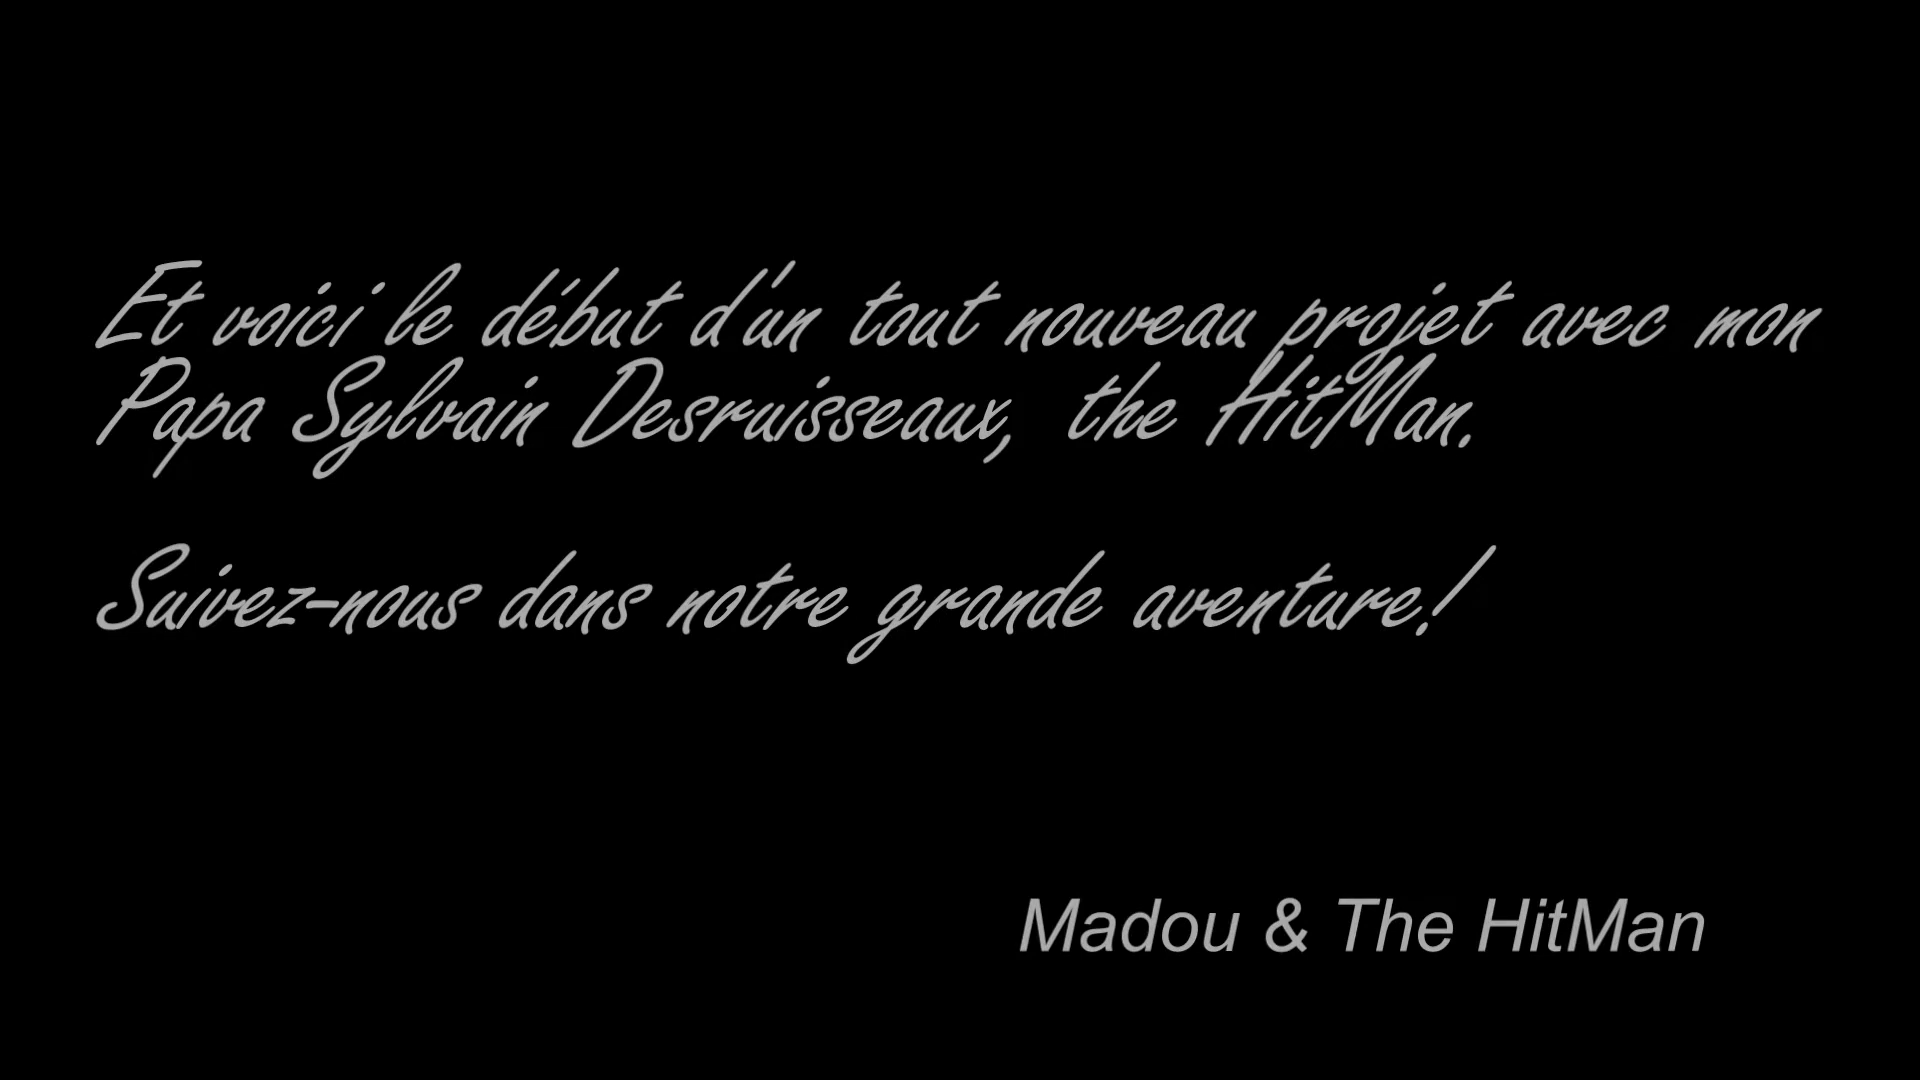 Et voici le début d'un tout nouveau projet avec mon
Papa Sylvain Desruisseaux, the HitMan.
Suivez-nous dans notre grande aventure!
Madou & The HitMan